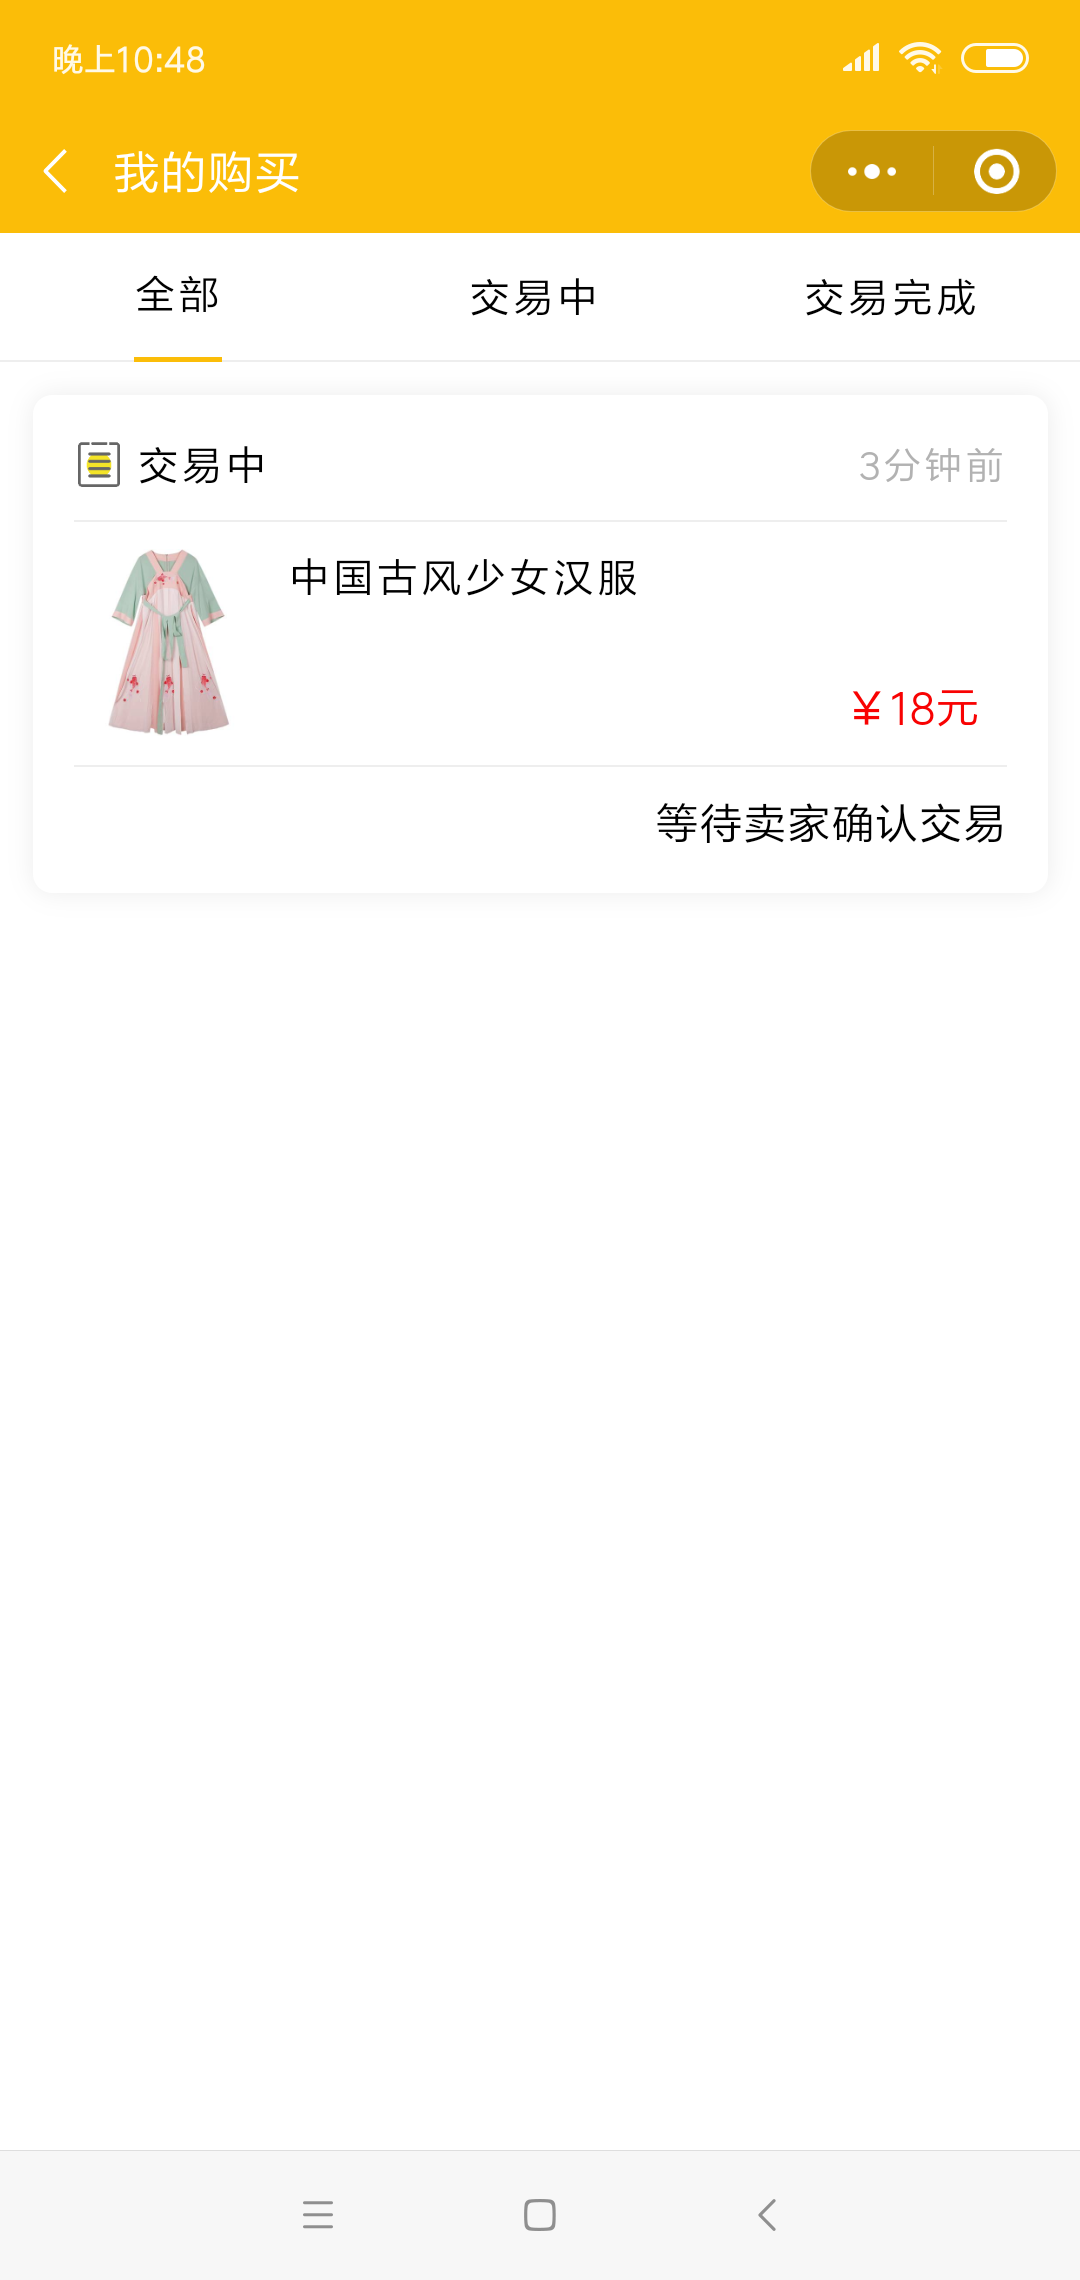 晚上10:48
我的购买
全部
交易中
交易完成
交易中
3分钟前
中国古风少女汉服
￥18元
等待卖家确认交易